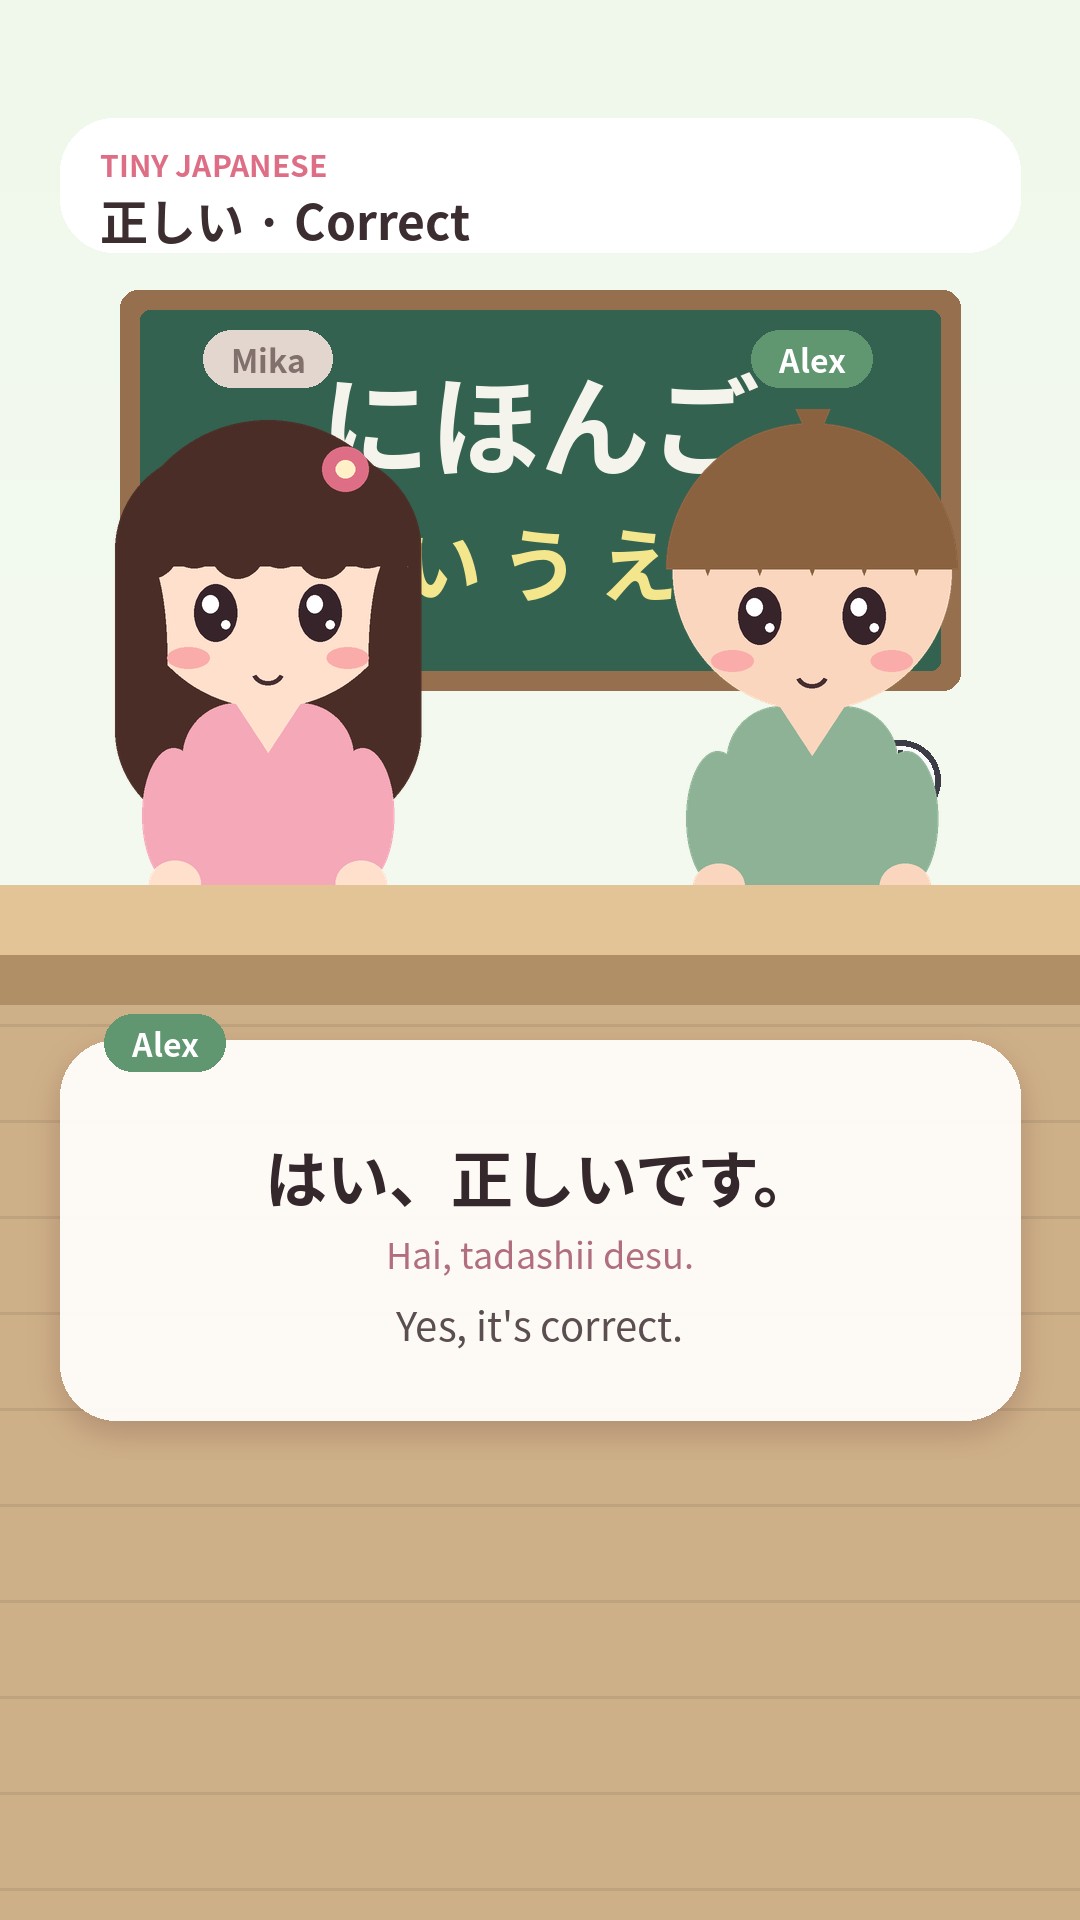 TINY JAPANESE
正しい · Correct
Mika
Alex
にほんご
いうえ
Alex
はい、正しいです。
Hai, tadashii desu.
Yes, it's correct.